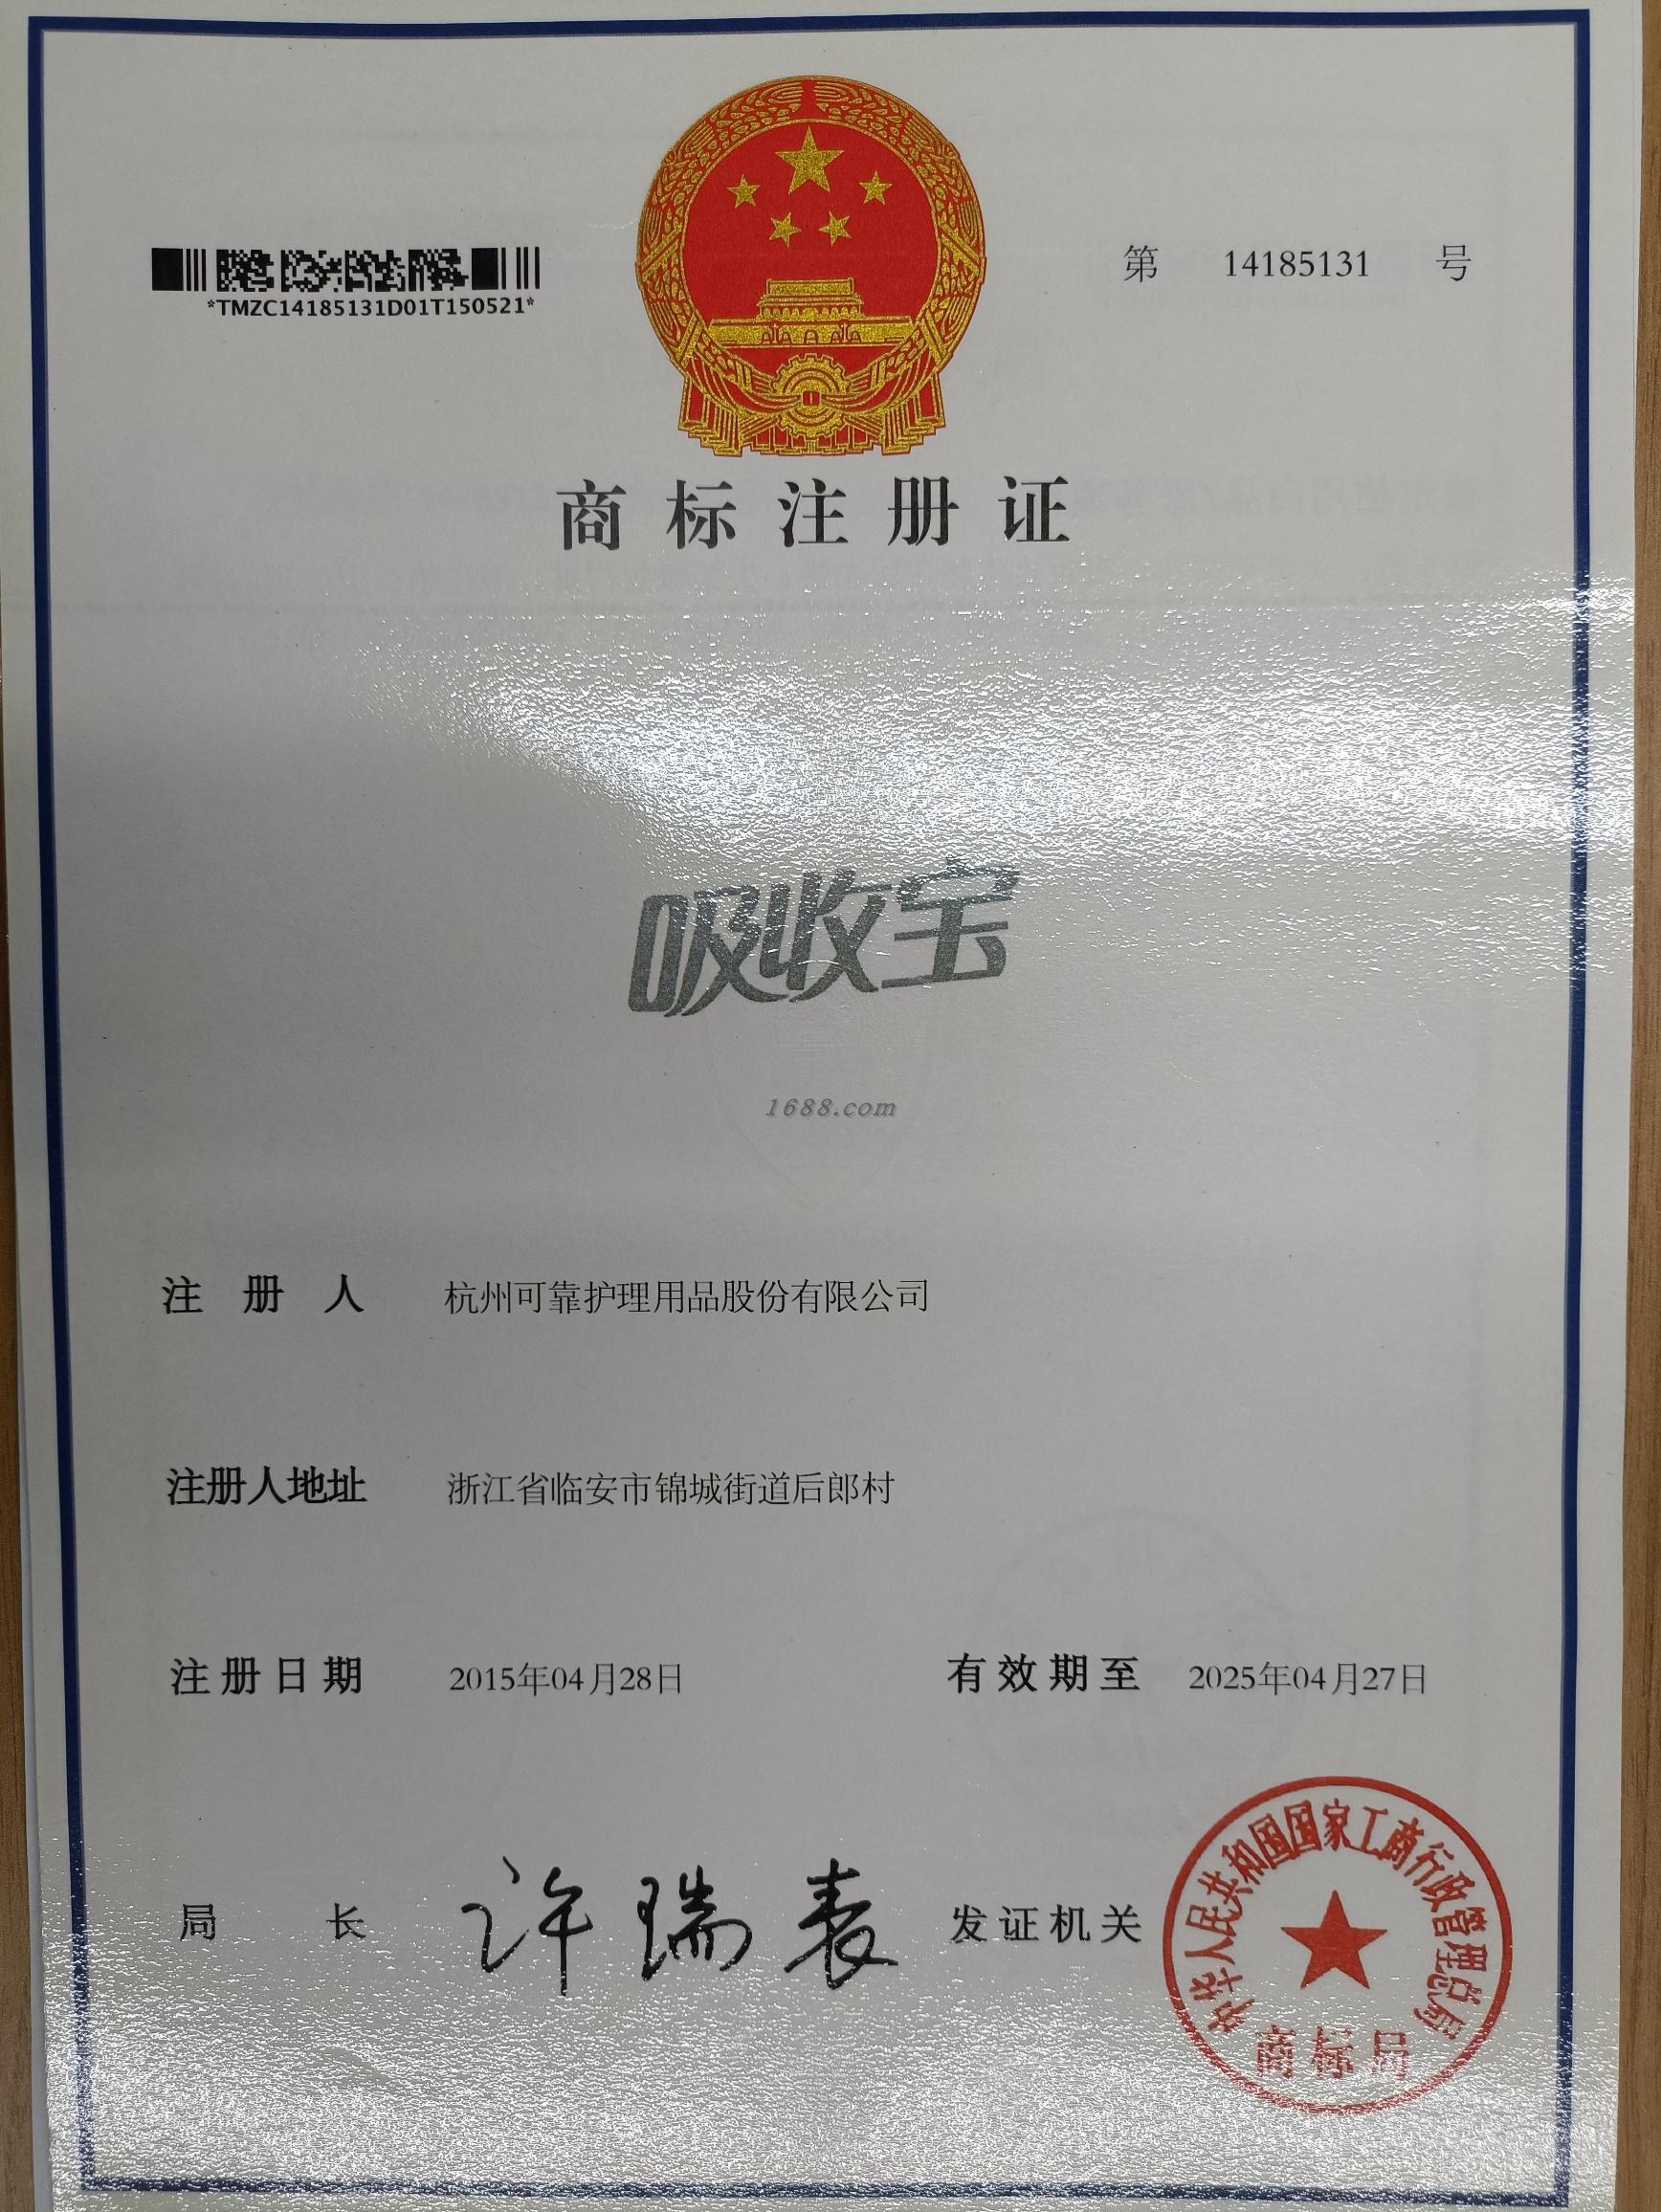 第 14185131 号
*TMZC14185131D01T150521*
商标注册证
吸收宝
1688.com
注册人 杭州可靠护理用品股份有限公司
注册人地址 浙江省临安市锦城街道后郎村
注册日期 2015年04月28日 有效期至 2025年04月27日
局长 许瑞表 发证机关
中华人民共和国国家工商行政管理总局
商标局